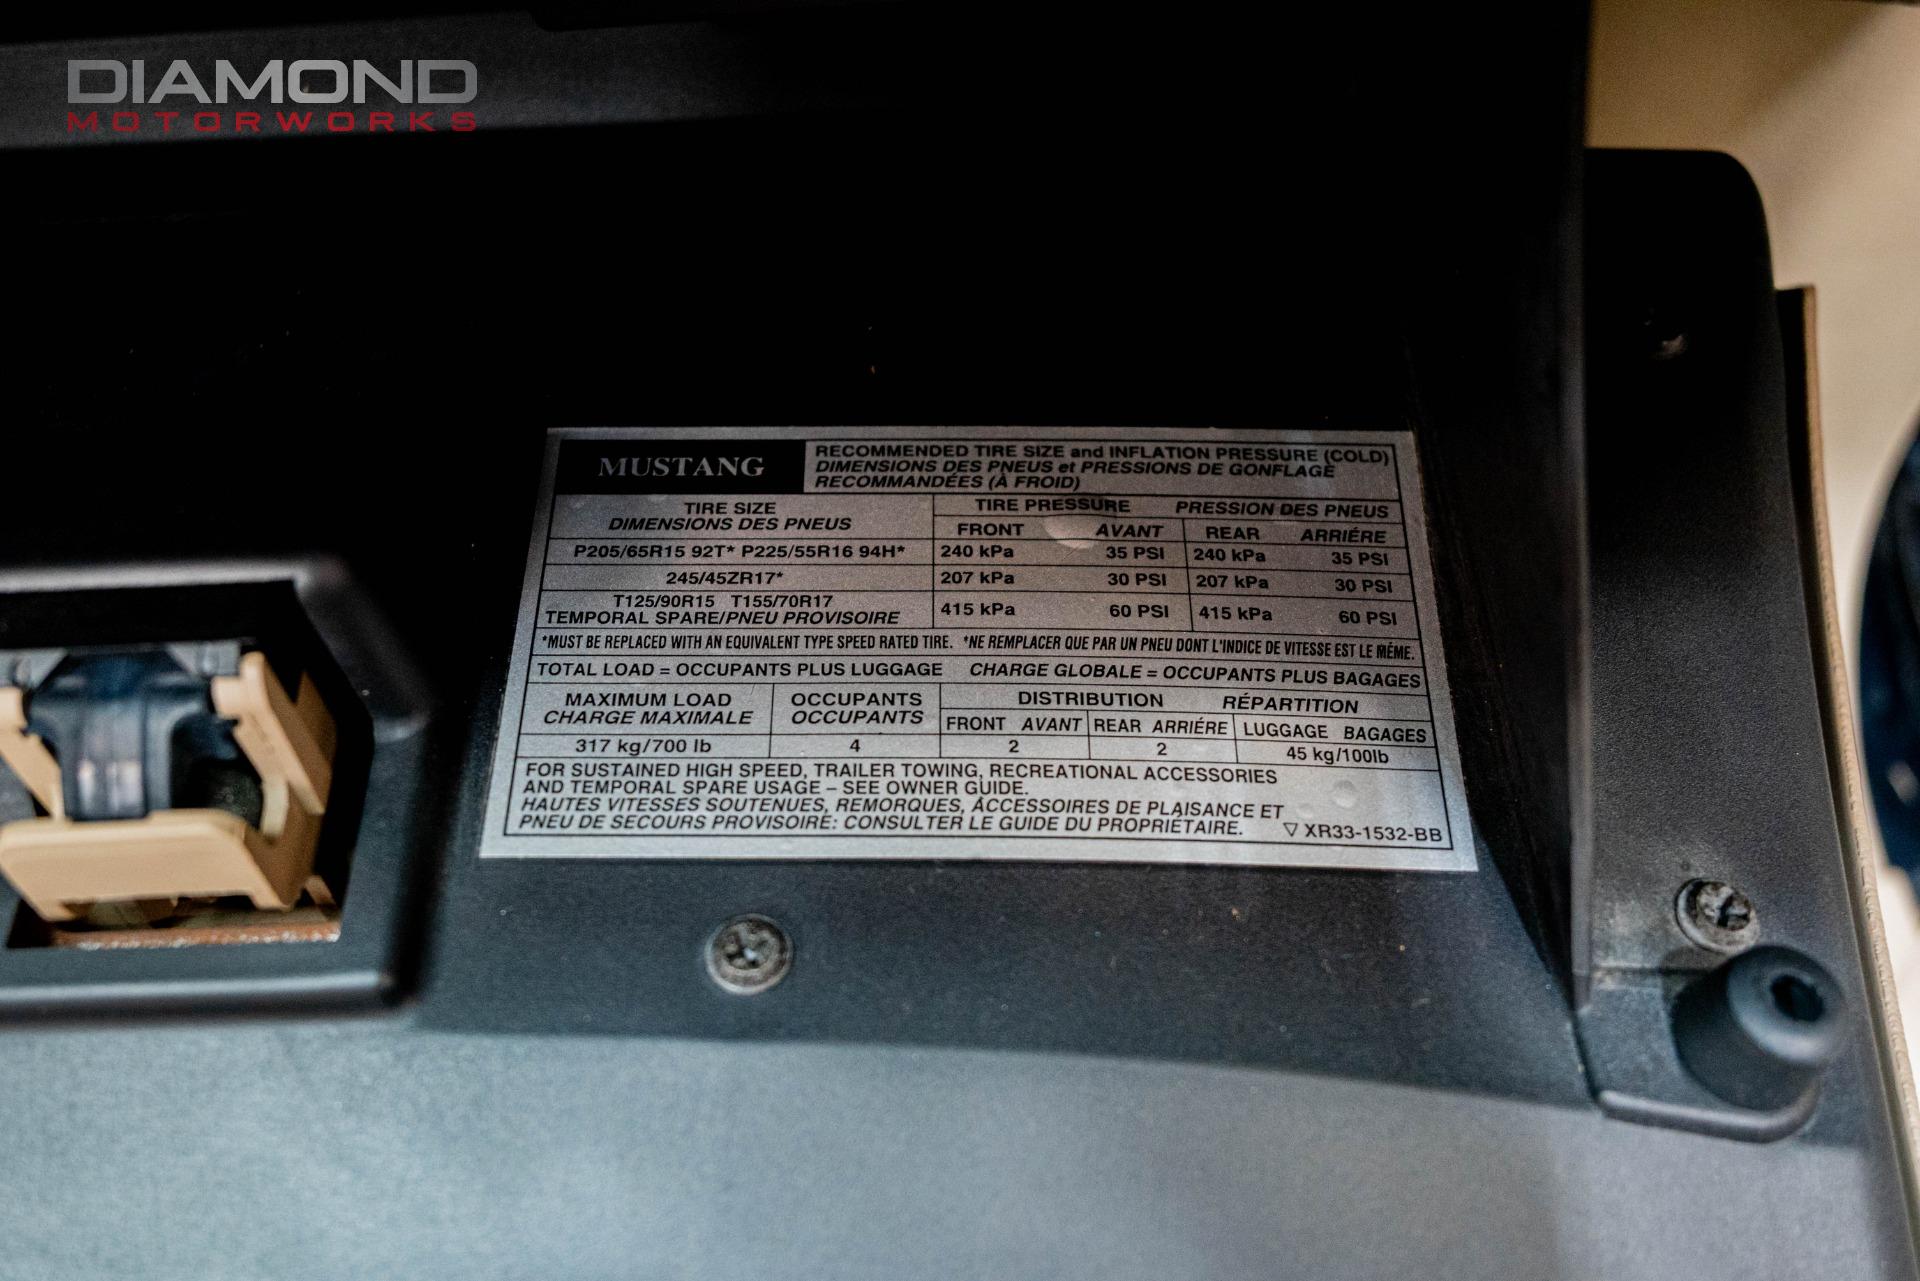 DIAMOND
MOTORWORKS
MUSTANG
RECOMMENDED TIRE SIZE and INFLATION PRESSURE (COLD)
DIMENSIONS DES PNEUS et PRESSIONS DE GONFLAGE
RECOMMANDÉES (À FROID)
TIRE SIZE
DIMENSIONS DES PNEUS
TIRE PRESSURE PRESSION DES PNEUS
FRONT AVANT REAR ARRIÉRE
P205/65R15 92T* P225/55R16 94H* 240 kPa 35 PSI 240 kPa 35 PSI
245/45ZR17* 207 kPa 30 PSI 207 kPa 30 PSI
T125/90R15 T155/70R17
TEMPORAL SPARE/PNEU PROVISOIRE 415 kPa 60 PSI 415 kPa 60 PSI
*MUST BE REPLACED WITH AN EQUIVALENT TYPE SPEED RATED TIRE. *NE REMPLACER QUE PAR UN PNEU DONT L'INDICE DE VITESSE EST LE MÉME.
TOTAL LOAD = OCCUPANTS PLUS LUGGAGE CHARGE GLOBALE = OCCUPANTS PLUS BAGAGES
MAXIMUM LOAD
CHARGE MAXIMALE
OCCUPANTS
OCCUPANTS
DISTRIBUTION RÉPARTITION
FRONT AVANT REAR ARRIÉRE LUGGAGE BAGAGES
317 kg/700 lb 4 2 2 45 kg/100lb
FOR SUSTAINED HIGH SPEED, TRAILER TOWING, RECREATIONAL ACCESSORIES
AND TEMPORAL SPARE USAGE – SEE OWNER GUIDE.
HAUTES VITESSES SOUTENUES, REMORQUES, ACCESSOIRES DE PLAISANCE ET
PNEU DE SECOURS PROVISOIRE: CONSULTER LE GUIDE DU PROPRIÉTAIRE. ▽ XR33-1532-BB